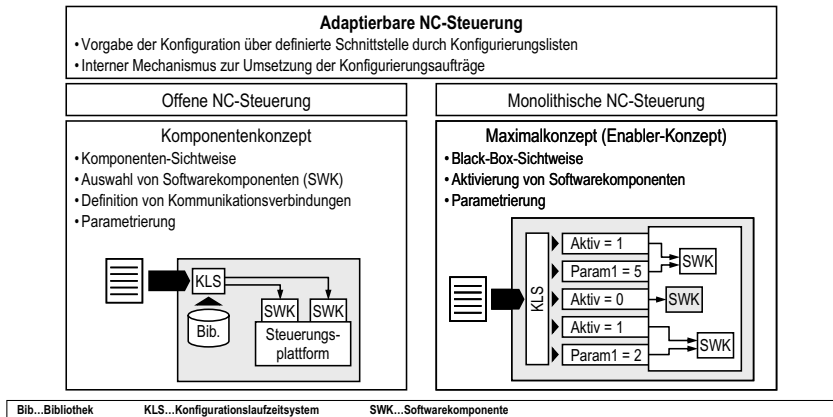 Adaptierbare NC-Steuerung
• Vorgabe der Konfiguration über definierte Schnittstelle durch Konfigurierungslisten
• Interner Mechanismus zur Umsetzung der Konfigurierungsaufträge
Offene NC-Steuerung
Komponentenkonzept
• Komponenten-Sichtweise
• Auswahl von Softwarekomponenten (SWK)
• Definition von Kommunikationsverbindungen
• Parametrierung
KLS
SWK SWK
Bib.
Steuerungs-
plattform
Monolithische NC-Steuerung
Maximalkonzept (Enabler-Konzept)
• Black-Box-Sichtweise
• Aktivierung von Softwarekomponenten
• Parametrierung
KLS
Aktiv = 1
Param1 = 5
Aktiv = 0
Aktiv = 1
Param1 = 2
SWK
SWK
SWK
Bib...Bibliothek KLS...Konfigurationslaufzeitsystem SWK...Softwarekomponente